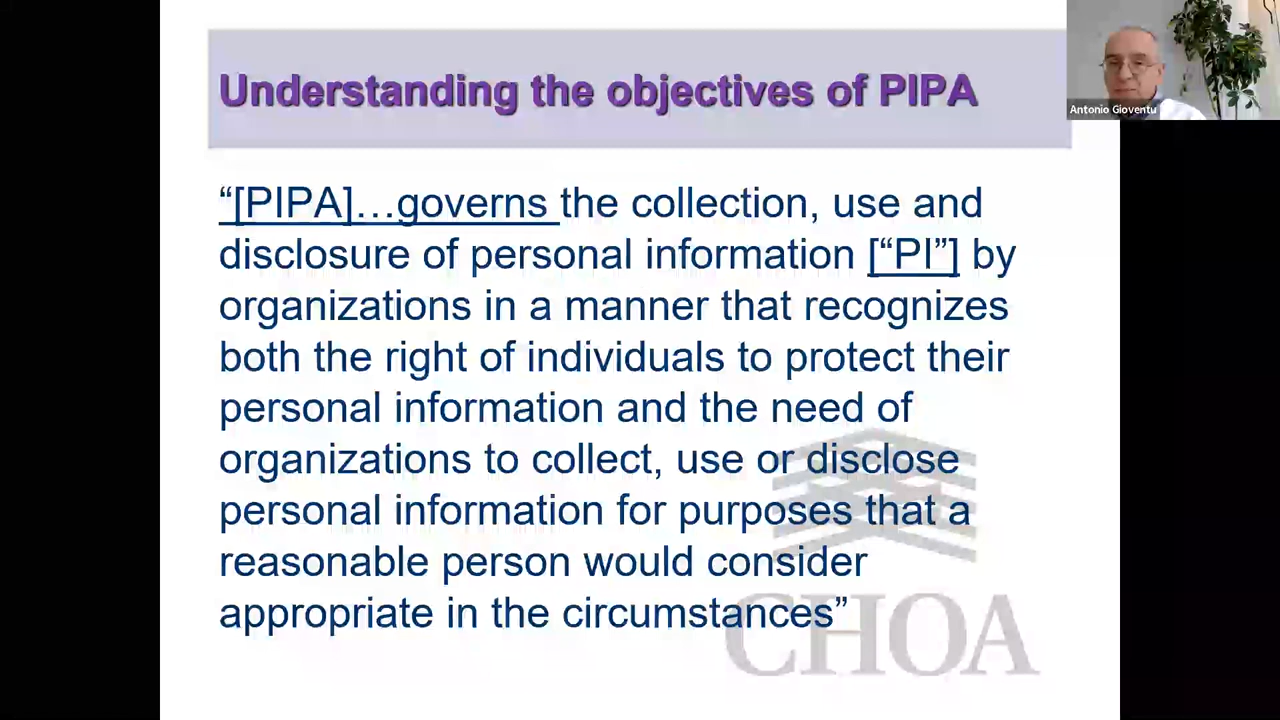 Understanding the objectives of PIPA
Antonio Gioventu
“[PIPA]…governs the collection, use and
disclosure of personal information [“PI”] by
organizations in a manner that recognizes
both the right of individuals to protect their
personal information and the need of
organizations to collect, use or disclose
personal information for purposes that a
reasonable person would consider
appropriate in the circumstances”
CHOA